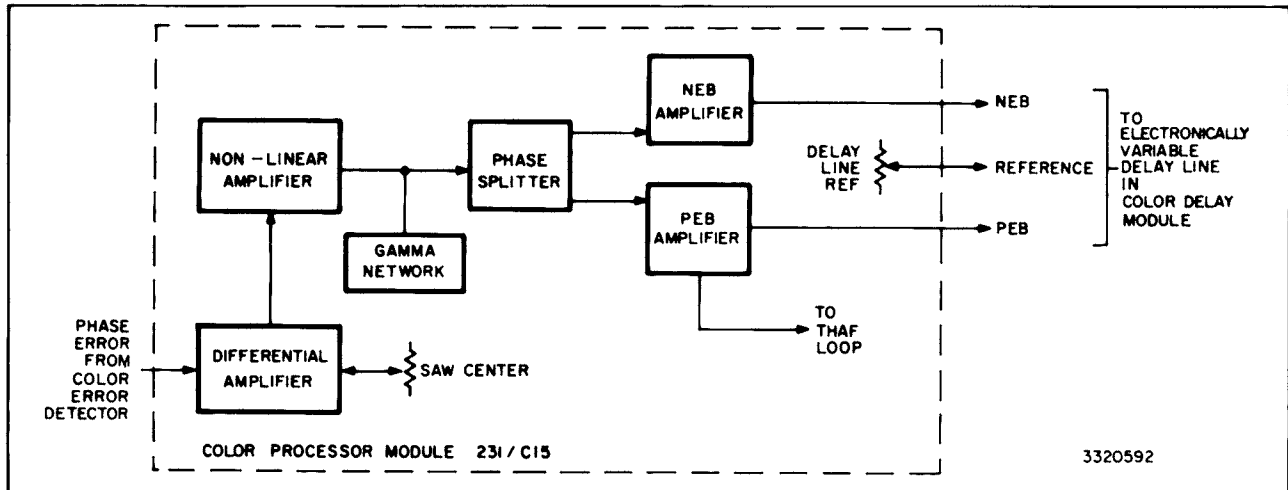 NEB
AMPLIFIER
NEB
NON-LINEAR
AMPLIFIER
PHASE
SPLITTER
DELAY
LINE
REF
REFERENCE
TO
ELECTRONICALLY
VARIABLE
DELAY LINE
IN
COLOR DELAY
MODULE
PEB
AMPLIFIER
PEB
GAMMA
NETWORK
TO
THAF
LOOP
PHASE
ERROR
FROM
COLOR
ERROR
DETECTOR
DIFFERENTIAL
AMPLIFIER
SAW CENTER
COLOR PROCESSOR MODULE 231/C15
3320592